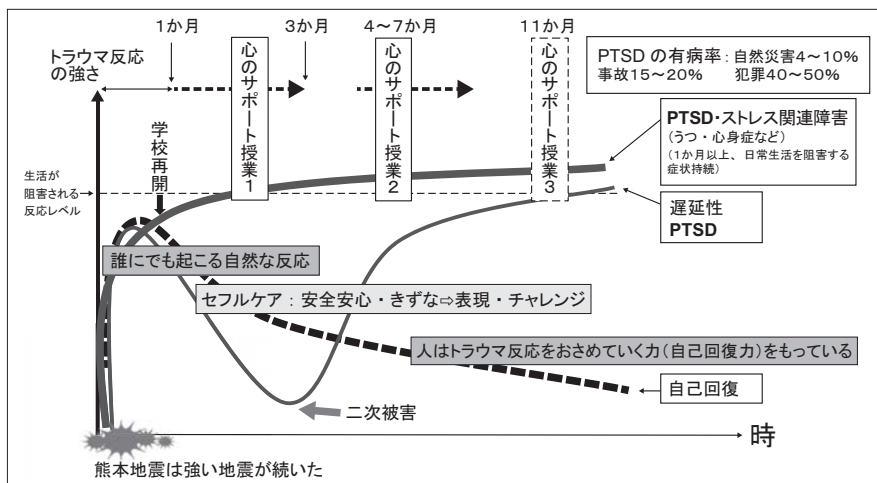 1か月
3か月
4〜7か月
11か月
トラウマ反応
の強さ
PTSD の有病率：自然災害4〜10％
事故15〜20％　犯罪40〜50％
心のサポート授業1
心のサポート授業2
心のサポート授業3
学校再開
PTSD・ストレス関連障害
（うつ・心身症など）
（1か月以上、日常生活を阻害する
症状持続）
生活が
阻害される
反応レベル
遅延性
PTSD
誰にでも起こる自然な反応
セフルケア：安全安心・きずな⇨表現・チャレンジ
人はトラウマ反応をおさめていく力（自己回復力）をもっている
自己回復
二次被害
時
熊本地震は強い地震が続いた